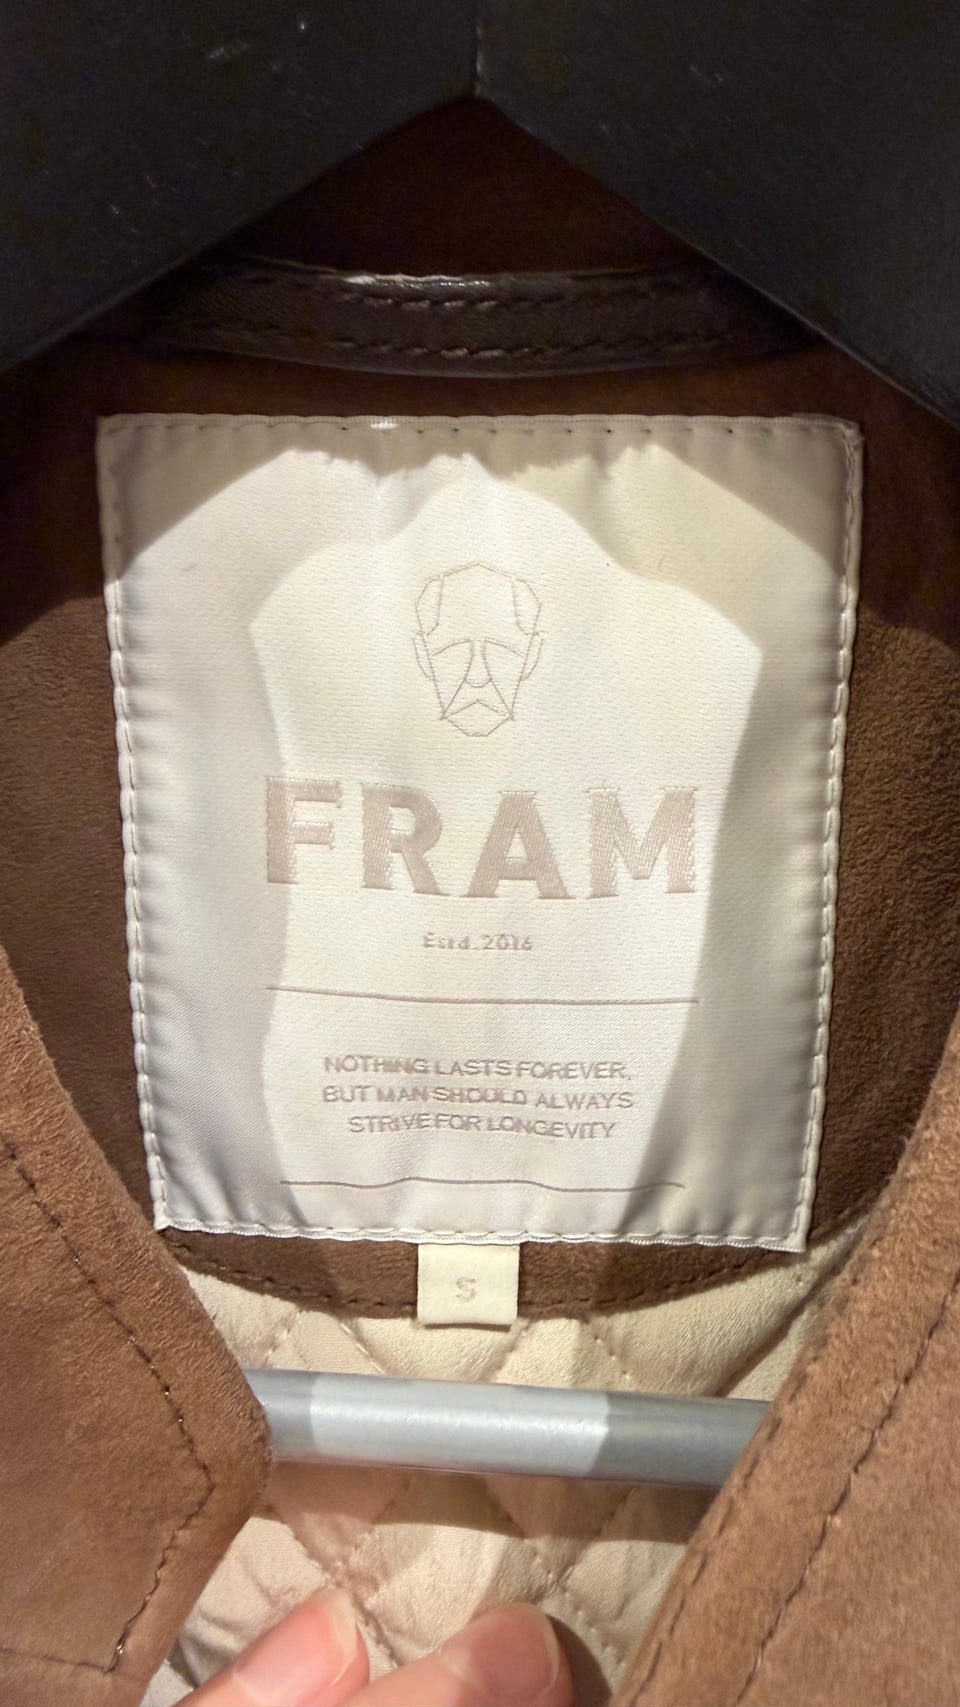 FRAM
Estd.2016
NOTHING LASTS FOREVER,
BUT MAN SHOULD ALWAYS
STRIVE FOR LONGEVITY
S